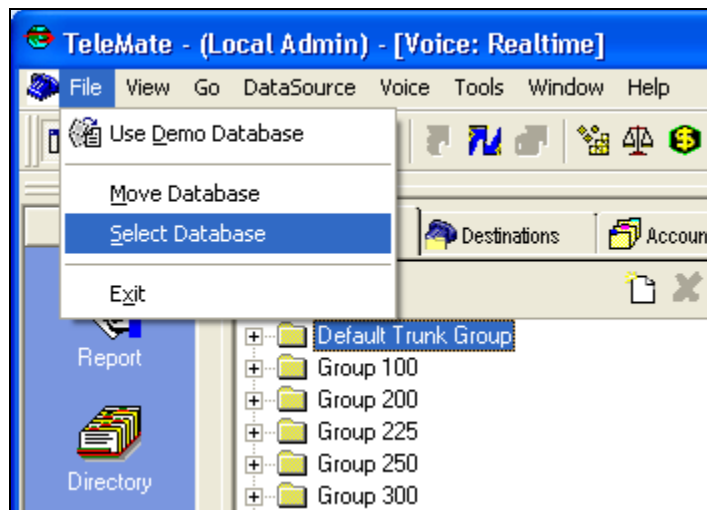 TeleMate - (Local Admin) - [Voice: Realtime]
File View Go DataSource Voice Tools Window Help
Use Demo Database
Move Database
Select Database
Destinations
Exit
Report
Default Trunk Group
Group 100
Group 200
Group 225
Group 250
Group 300
Directory